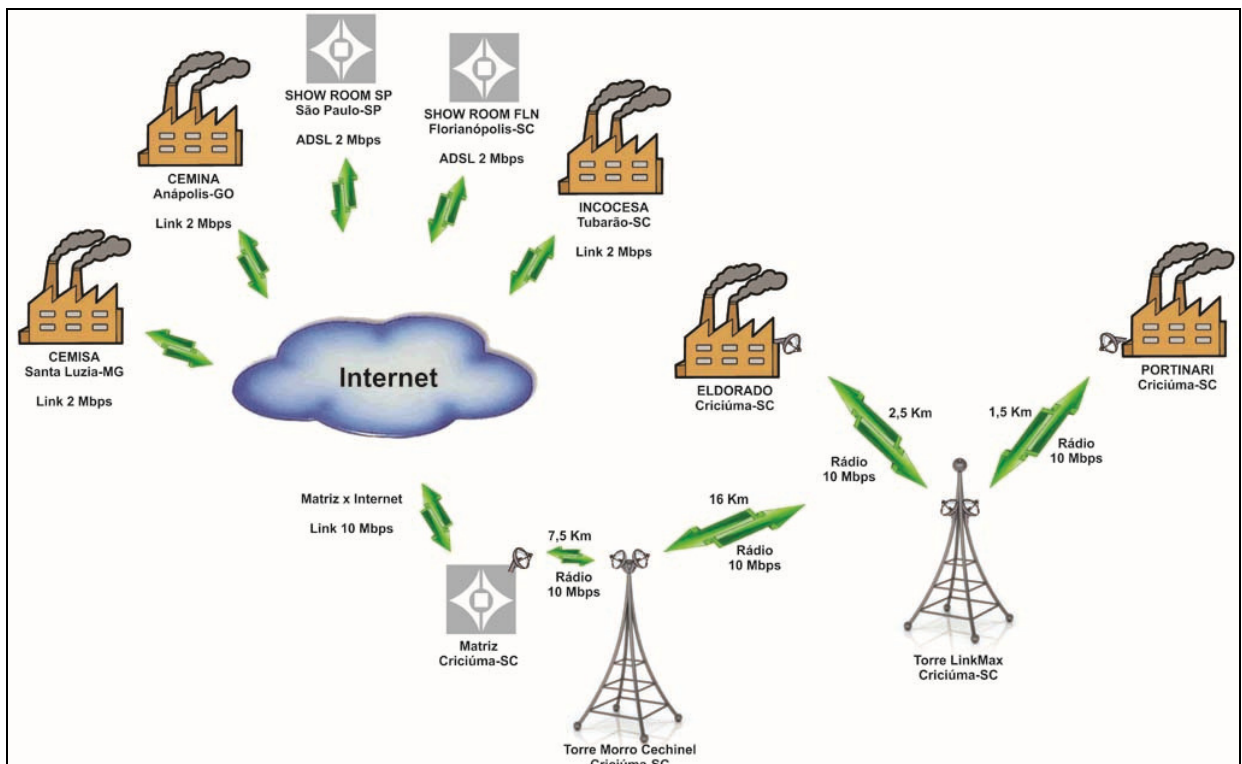 SHOW ROOM SP
São Paulo-SP
ADSL 2 Mbps
SHOW ROOM FLN
Florianópolis-SC
ADSL 2 Mbps
CEMINA
Anápolis-GO
Link 2 Mbps
INCOCESA
Tubarão-SC
Link 2 Mbps
CEMISA
Santa Luzia-MG
Link 2 Mbps
Internet
ELDORADO
Criciúma-SC
PORTINARI
Criciúma-SC
2,5 Km
Rádio
10 Mbps
1,5 Km
Rádio
10 Mbps
Matriz x Internet
Link 10 Mbps
16 Km
Rádio
10 Mbps
7,5 Km
Rádio
10 Mbps
Matriz
Criciúma-SC
Torre LinkMax
Criciúma-SC
Torre Morro Cechinel
Criciúma-SC